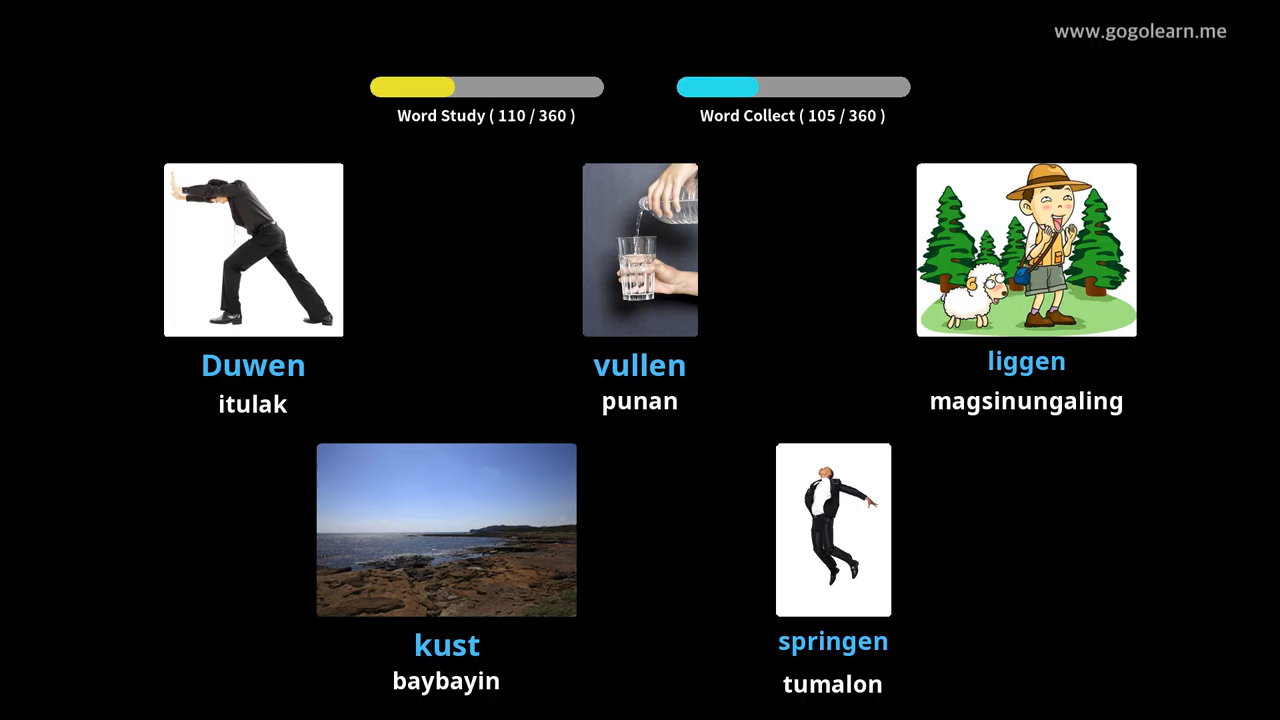 www.gogolearn.me
Word Study ( 110 / 360 )
Word Collect ( 105 / 360 )
Duwen
itulak
vullen
punan
liggen
magsinungaling
kust
baybayin
springen
tumalon